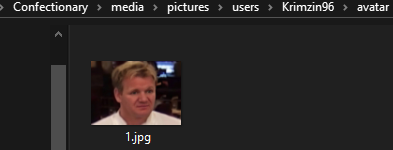 Confectionary > media > pictures > users > Krimzin96 > avatar
1.jpg